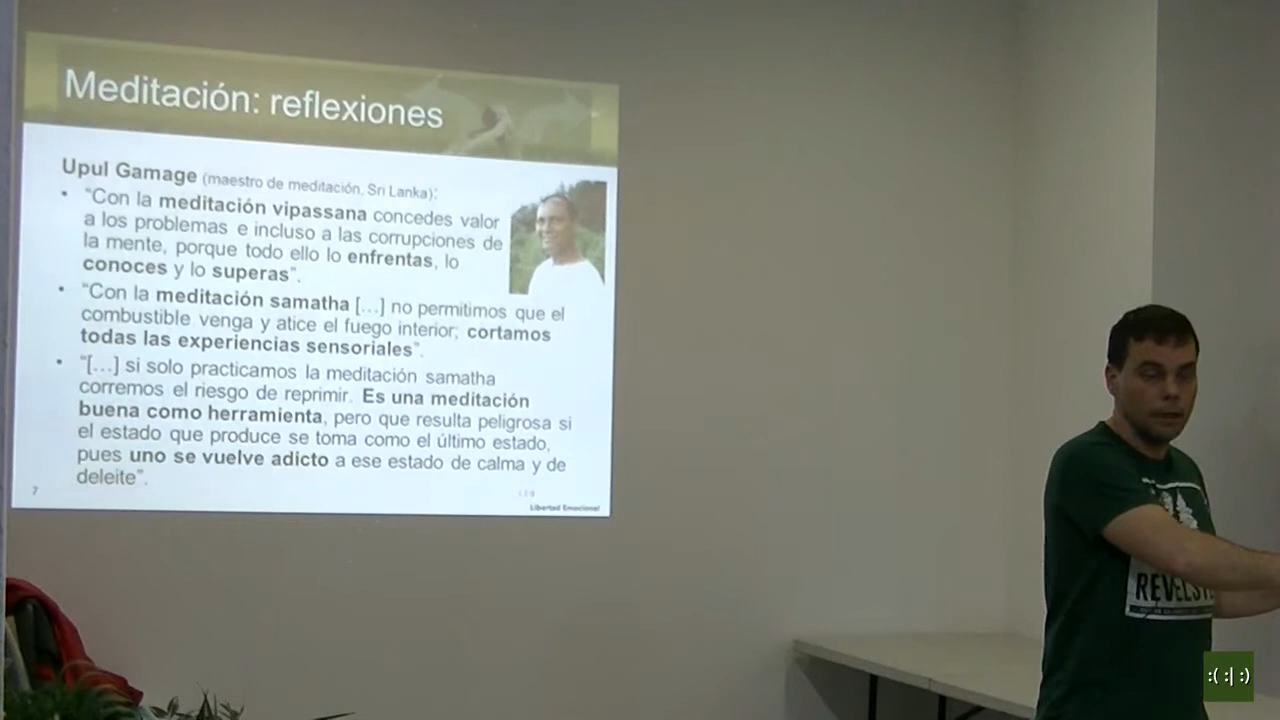 Meditación: reflexiones
Upul Gamage (maestro de meditación, Sri Lanka):
• “Con la meditación vipassana concedes valor
a los problemas e incluso a las corrupciones de
la mente, porque todo ello lo enfrentas, lo
conoces y lo superas”.
• “Con la meditación samatha [...] no permitimos que el
combustible venga y atice el fuego interior; cortamos
todas las experiencias sensoriales”.
• “[...] si solo practicamos la meditación samatha
corremos el riesgo de reprimir. Es una meditación
buena como herramienta, pero que resulta peligrosa si
el estado que produce se toma como el último estado,
pues uno se vuelve adicto a ese estado de calma y de
deleite”.
7
Libertad Emocional
:( :| :)